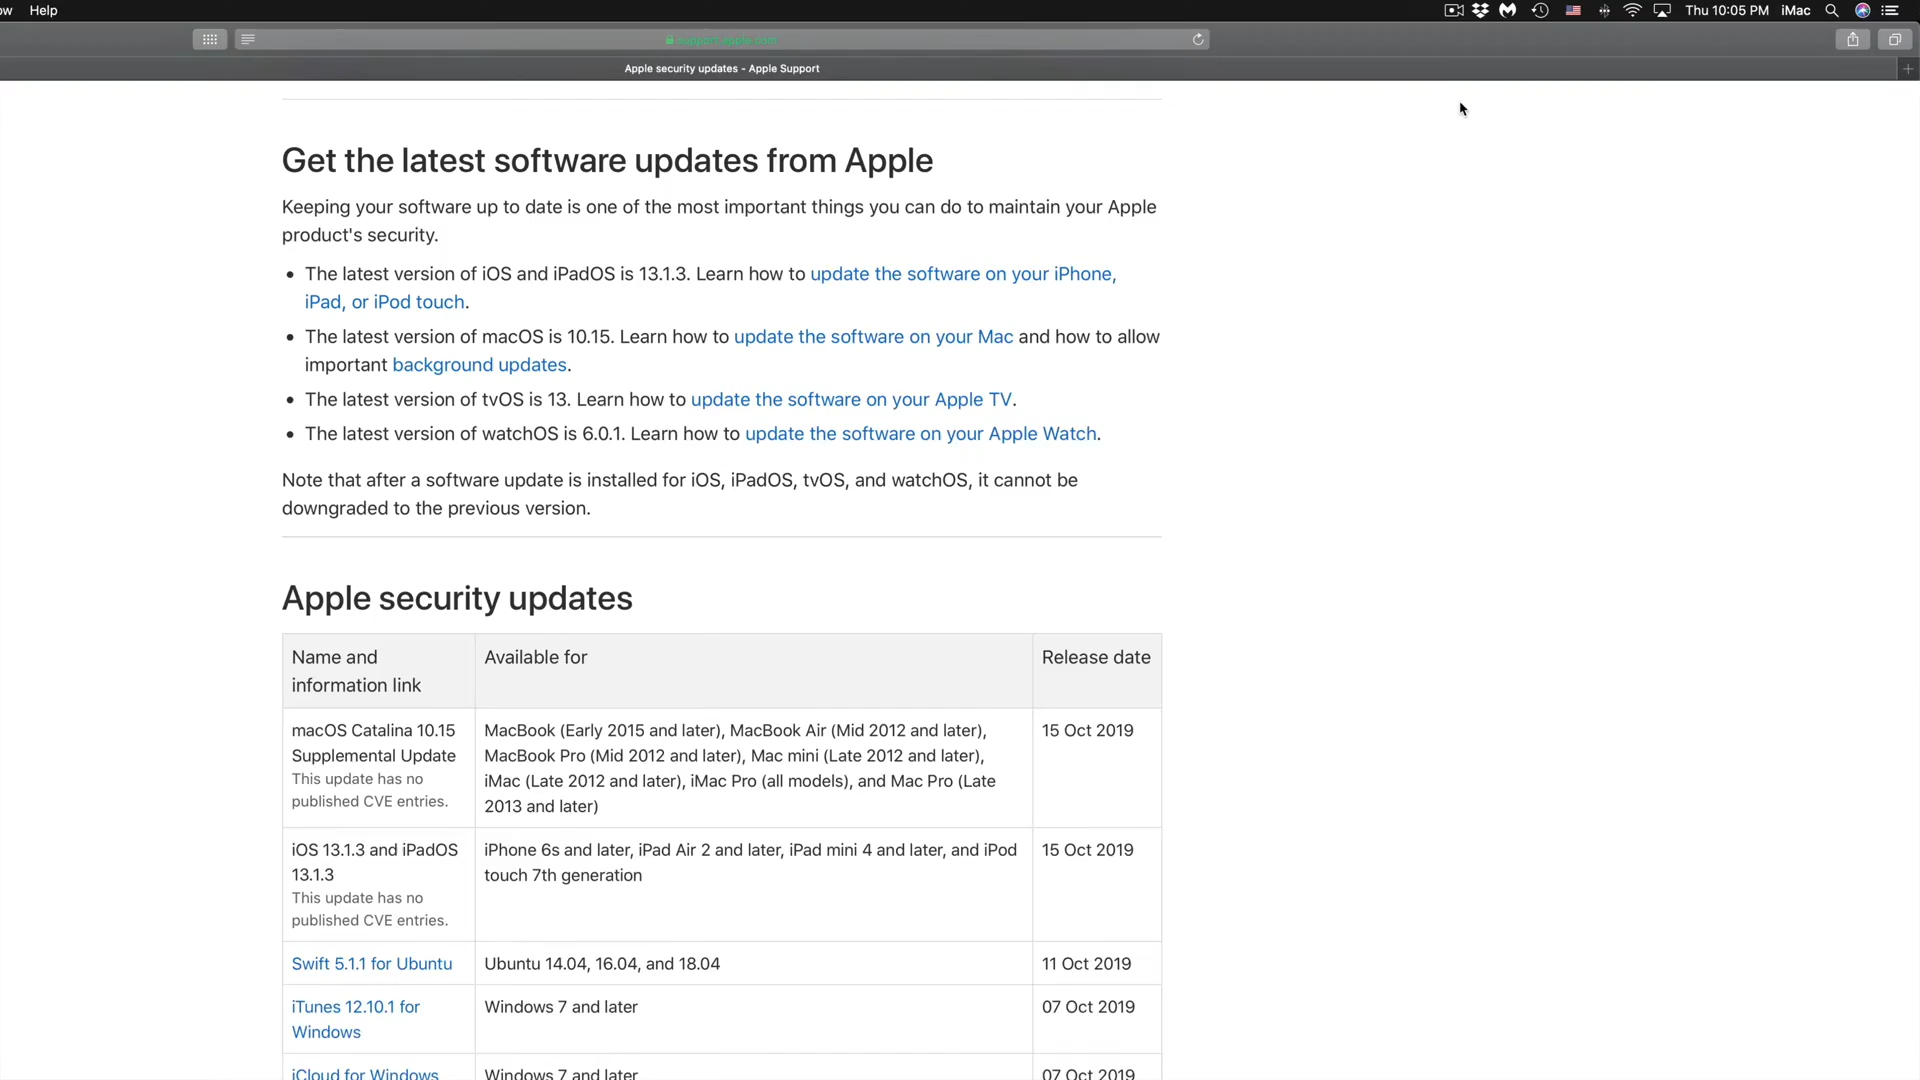 Help
Thu 10:05 PM iMac
support.apple.com
Apple security updates - Apple Support
Get the latest software updates from Apple
Keeping your software up to date is one of the most important things you can do to maintain your Apple
product's security.
• The latest version of iOS and iPadOS is 13.1.3. Learn how to update the software on your iPhone,
iPad, or iPod touch.
• The latest version of macOS is 10.15. Learn how to update the software on your Mac and how to allow
important background updates.
• The latest version of tvOS is 13. Learn how to update the software on your Apple TV.
• The latest version of watchOS is 6.0.1. Learn how to update the software on your Apple Watch.
Note that after a software update is installed for iOS, iPadOS, tvOS, and watchOS, it cannot be
downgraded to the previous version.
Apple security updates
Name and
information link
Available for
Release date
macOS Catalina 10.15
Supplemental Update
This update has no
published CVE entries.
MacBook (Early 2015 and later), MacBook Air (Mid 2012 and later),
MacBook Pro (Mid 2012 and later), Mac mini (Late 2012 and later),
iMac (Late 2012 and later), iMac Pro (all models), and Mac Pro (Late
2013 and later)
15 Oct 2019
iOS 13.1.3 and iPadOS
13.1.3
This update has no
published CVE entries.
iPhone 6s and later, iPad Air 2 and later, iPad mini 4 and later, and iPod
touch 7th generation
15 Oct 2019
Swift 5.1.1 for Ubuntu
Ubuntu 14.04, 16.04, and 18.04
11 Oct 2019
iTunes 12.10.1 for
Windows
Windows 7 and later
07 Oct 2019
iCloud for Windows
Windows 7 and later
07 Oct 2019